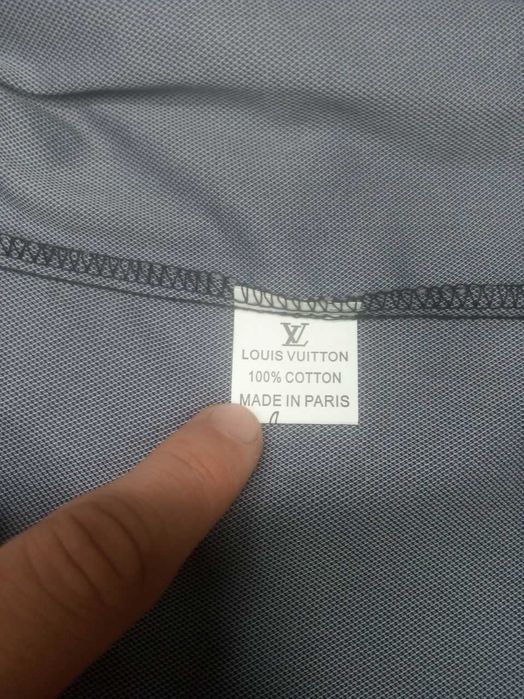 LV
LOUIS VUITTON
100% COTTON
MADE IN PARIS